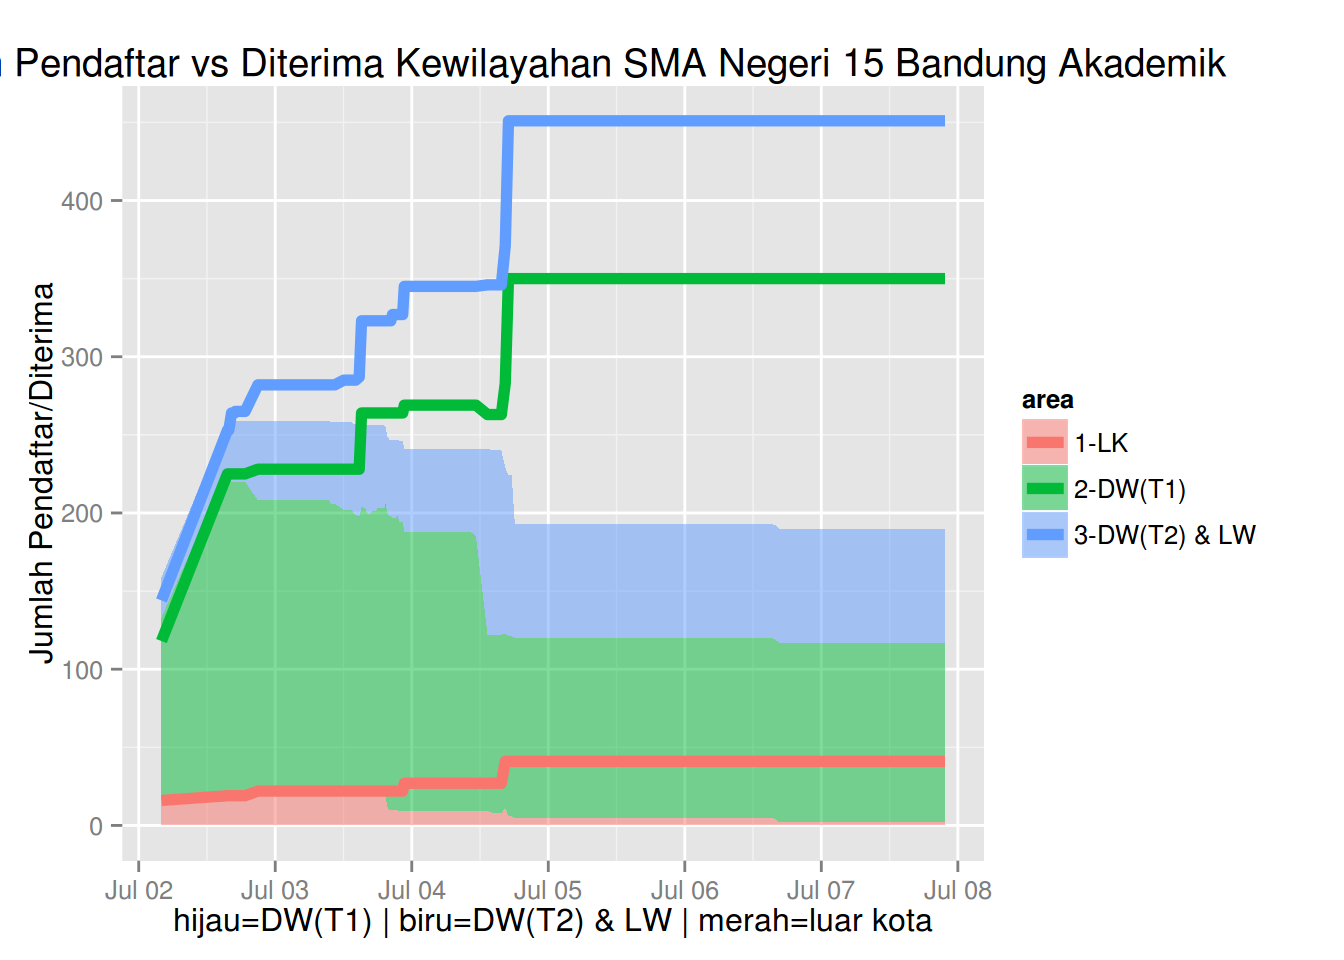 Pendaftar vs Diterima Kewilayahan SMA Negeri 15 Bandung Akademik
Jumlah Pendaftar/Diterima
400
300
200
100
0
Jul 02
Jul 03
Jul 04
Jul 05
Jul 06
Jul 07
Jul 08
hijau=DW(T1) | biru=DW(T2) & LW | merah=luar kota
area
1-LK
2-DW(T1)
3-DW(T2) & LW